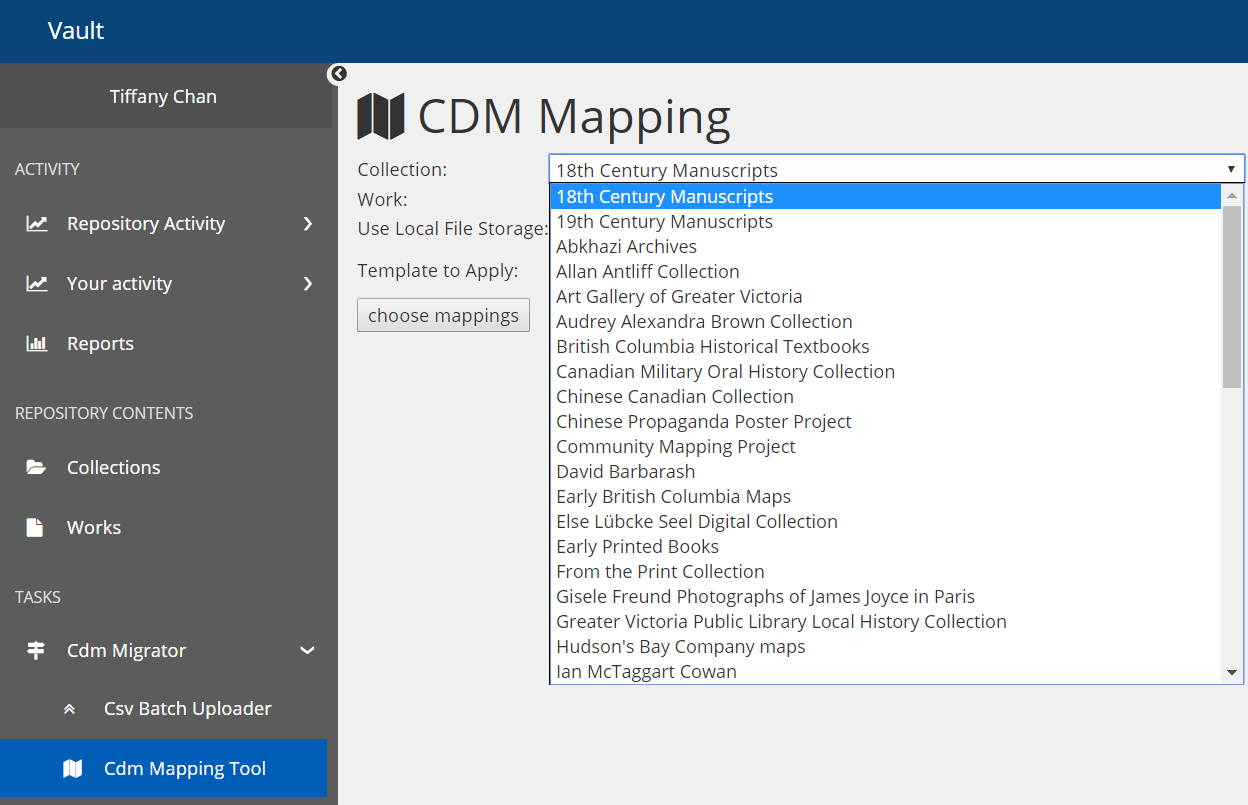 Vault
Tiffany Chan
ACTIVITY
Repository Activity
Your activity
Reports
REPOSITORY CONTENTS
Collections
Works
TASKS
Cdm Migrator
Csv Batch Uploader
Cdm Mapping Tool
CDM Mapping
Collection:
18th Century Manuscripts
Work:
Use Local File Storage:
Template to Apply:
choose mappings
18th Century Manuscripts
19th Century Manuscripts
Abkhazi Archives
Allan Antliff Collection
Art Gallery of Greater Victoria
Audrey Alexandra Brown Collection
British Columbia Historical Textbooks
Canadian Military Oral History Collection
Chinese Canadian Collection
Chinese Propaganda Poster Project
Community Mapping Project
David Barbarash
Early British Columbia Maps
Else Lübcke Seel Digital Collection
Early Printed Books
From the Print Collection
Gisele Freund Photographs of James Joyce in Paris
Greater Victoria Public Library Local History Collection
Hudson's Bay Company maps
Ian McTaggart Cowan